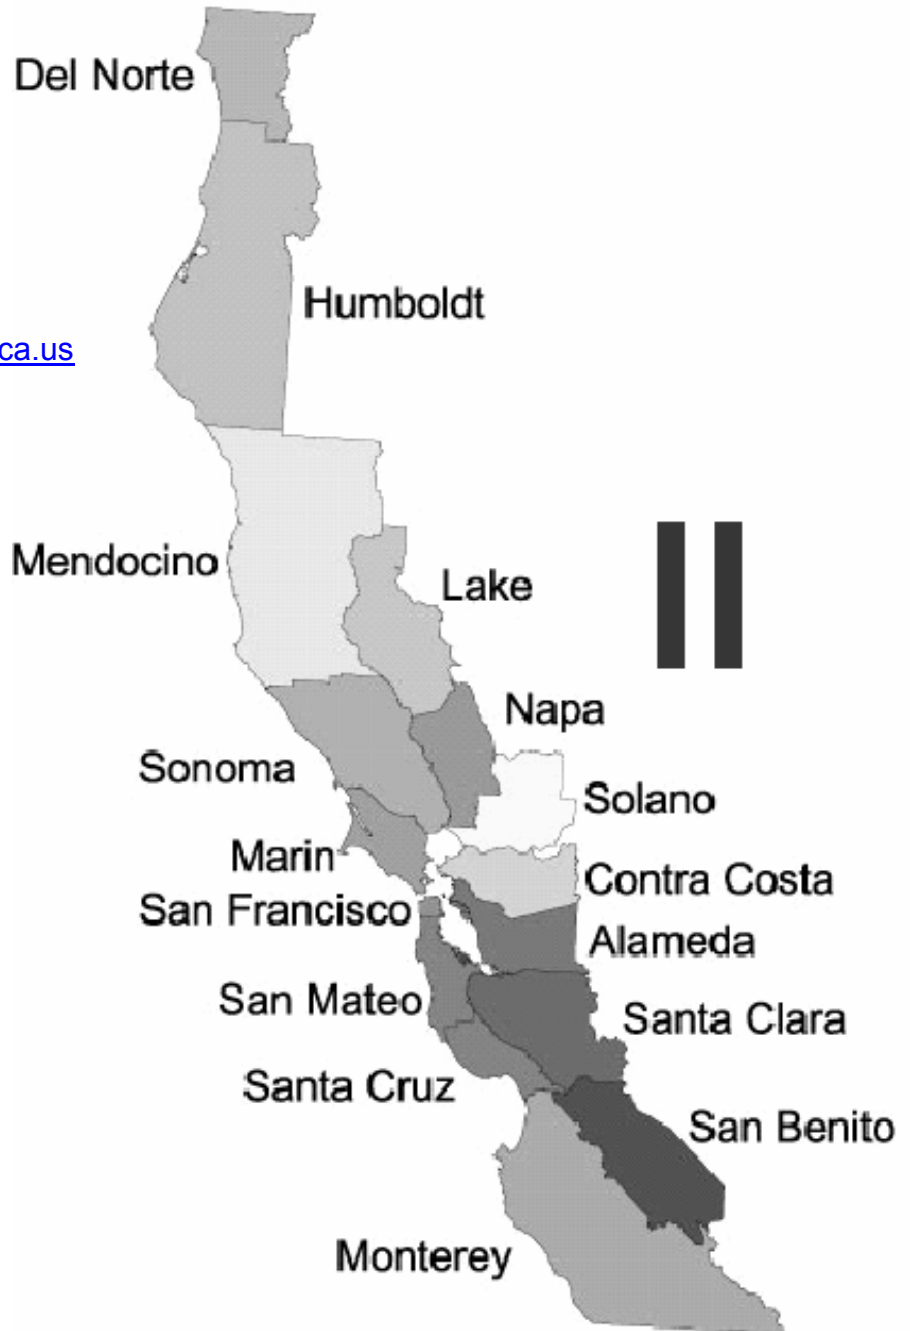 Del Norte
Humboldt
ca.us
Mendocino
Lake
II
Napa
Sonoma
Solano
Marin
Contra Costa
San Francisco
Alameda
San Mateo
Santa Clara
Santa Cruz
San Benito
Monterey